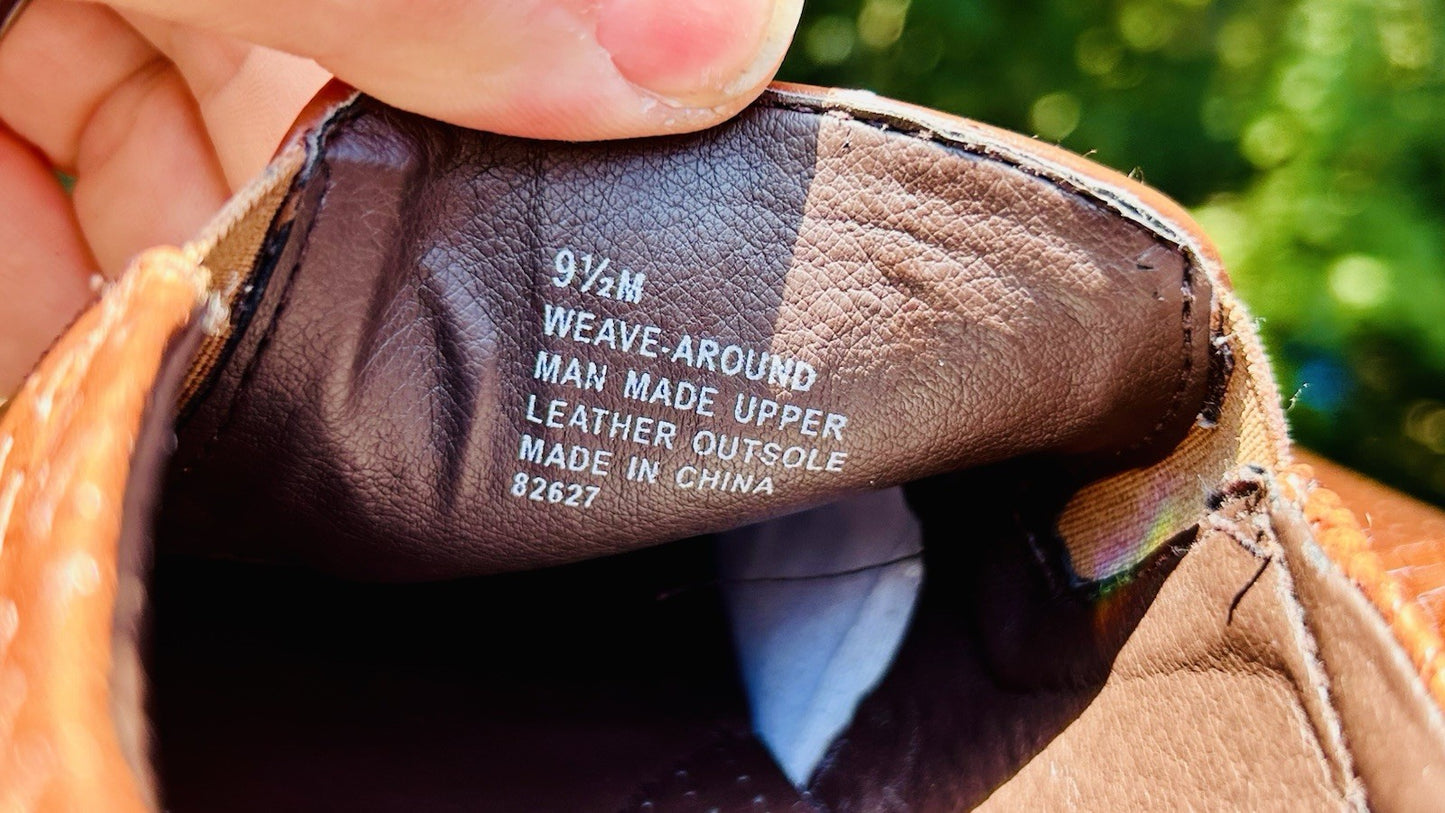 9½M
WEAVE-AROUND
MAN MADE UPPER
LEATHER OUTSOLE
MADE IN CHINA
82627